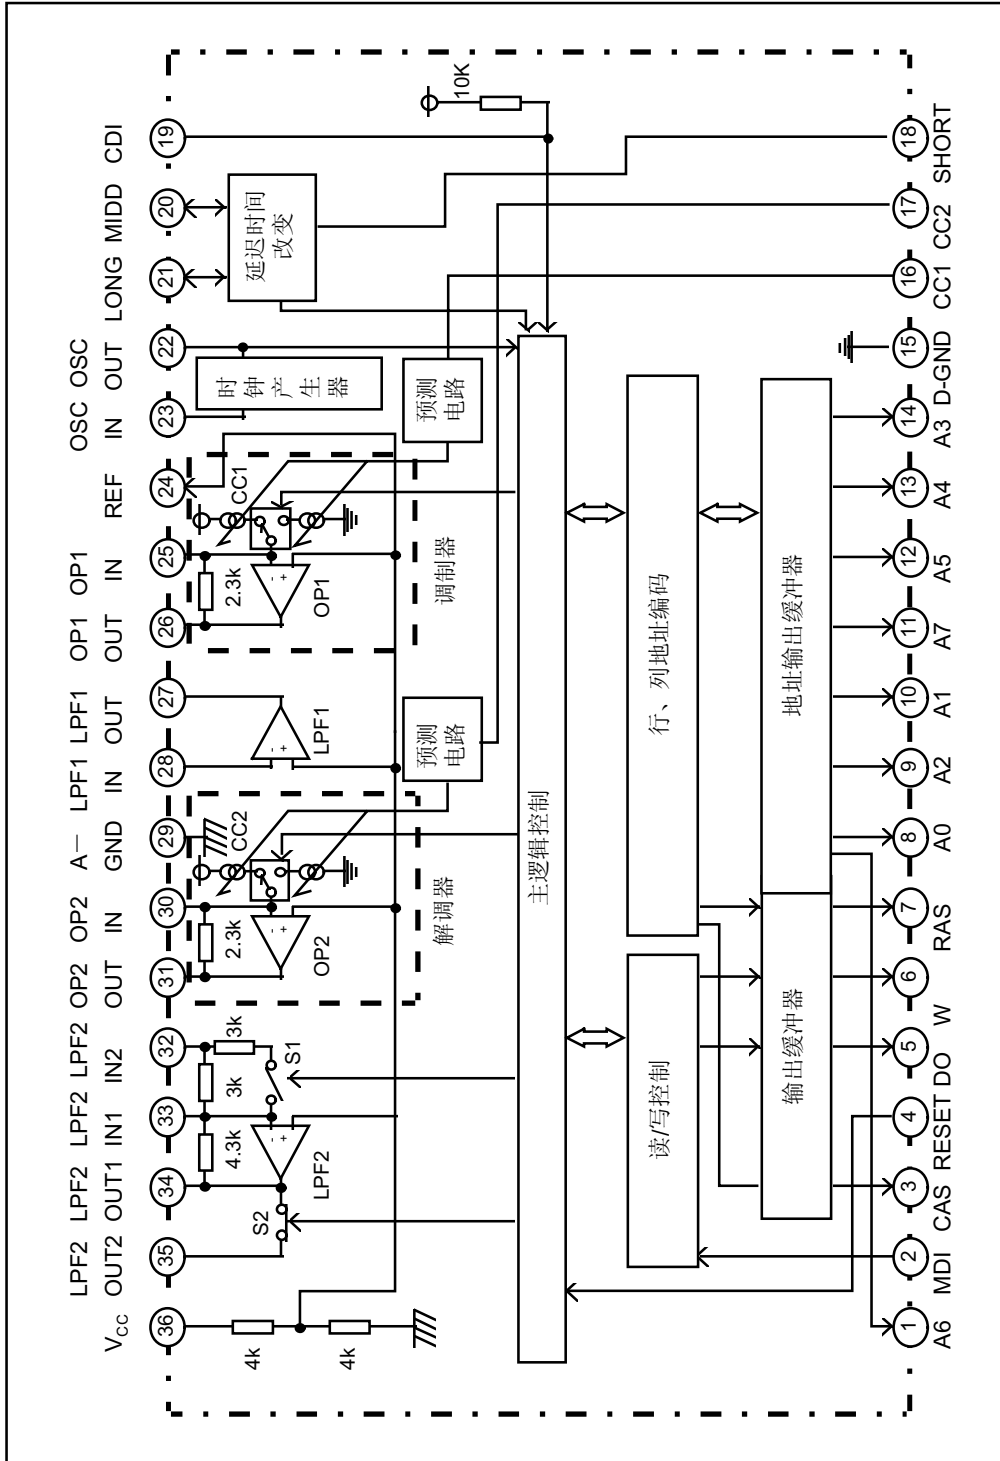 VCC
LPF2 OUT2
LPF2 OUT1
LPF2 IN1
LPF2 IN2
OP2 OUT
OP2 IN
A— GND
LPF1 IN
LPF1 OUT
OP1 OUT
OP1 IN
REF
OSC IN
OSC OUT
LONG
MIDD
CDI
36
35
34
33
32
31
30
29
28
27
26
25
24
23
22
21
20
19
4k
4k
S2
4.3k
3k
3k
LPF2
- +
S1
2.3k
OP2
- +
CC2
解调器
LPF1
- +
预测
电路
2.3k
OP1
- +
CC1
调制器
预测
电路
时钟产生器
延迟时间
改变
10K
主逻辑控制
读/写控制
行、列地址编码
输出缓冲器
地址输出缓冲器
1
2
3
4
5
6
7
8
9
10
11
12
13
14
15
16
17
18
A6
MDI
CAS
RESET
DO
W
RAS
A0
A2
A1
A7
A5
A4
A3
D-GND
CC1
CC2
SHORT